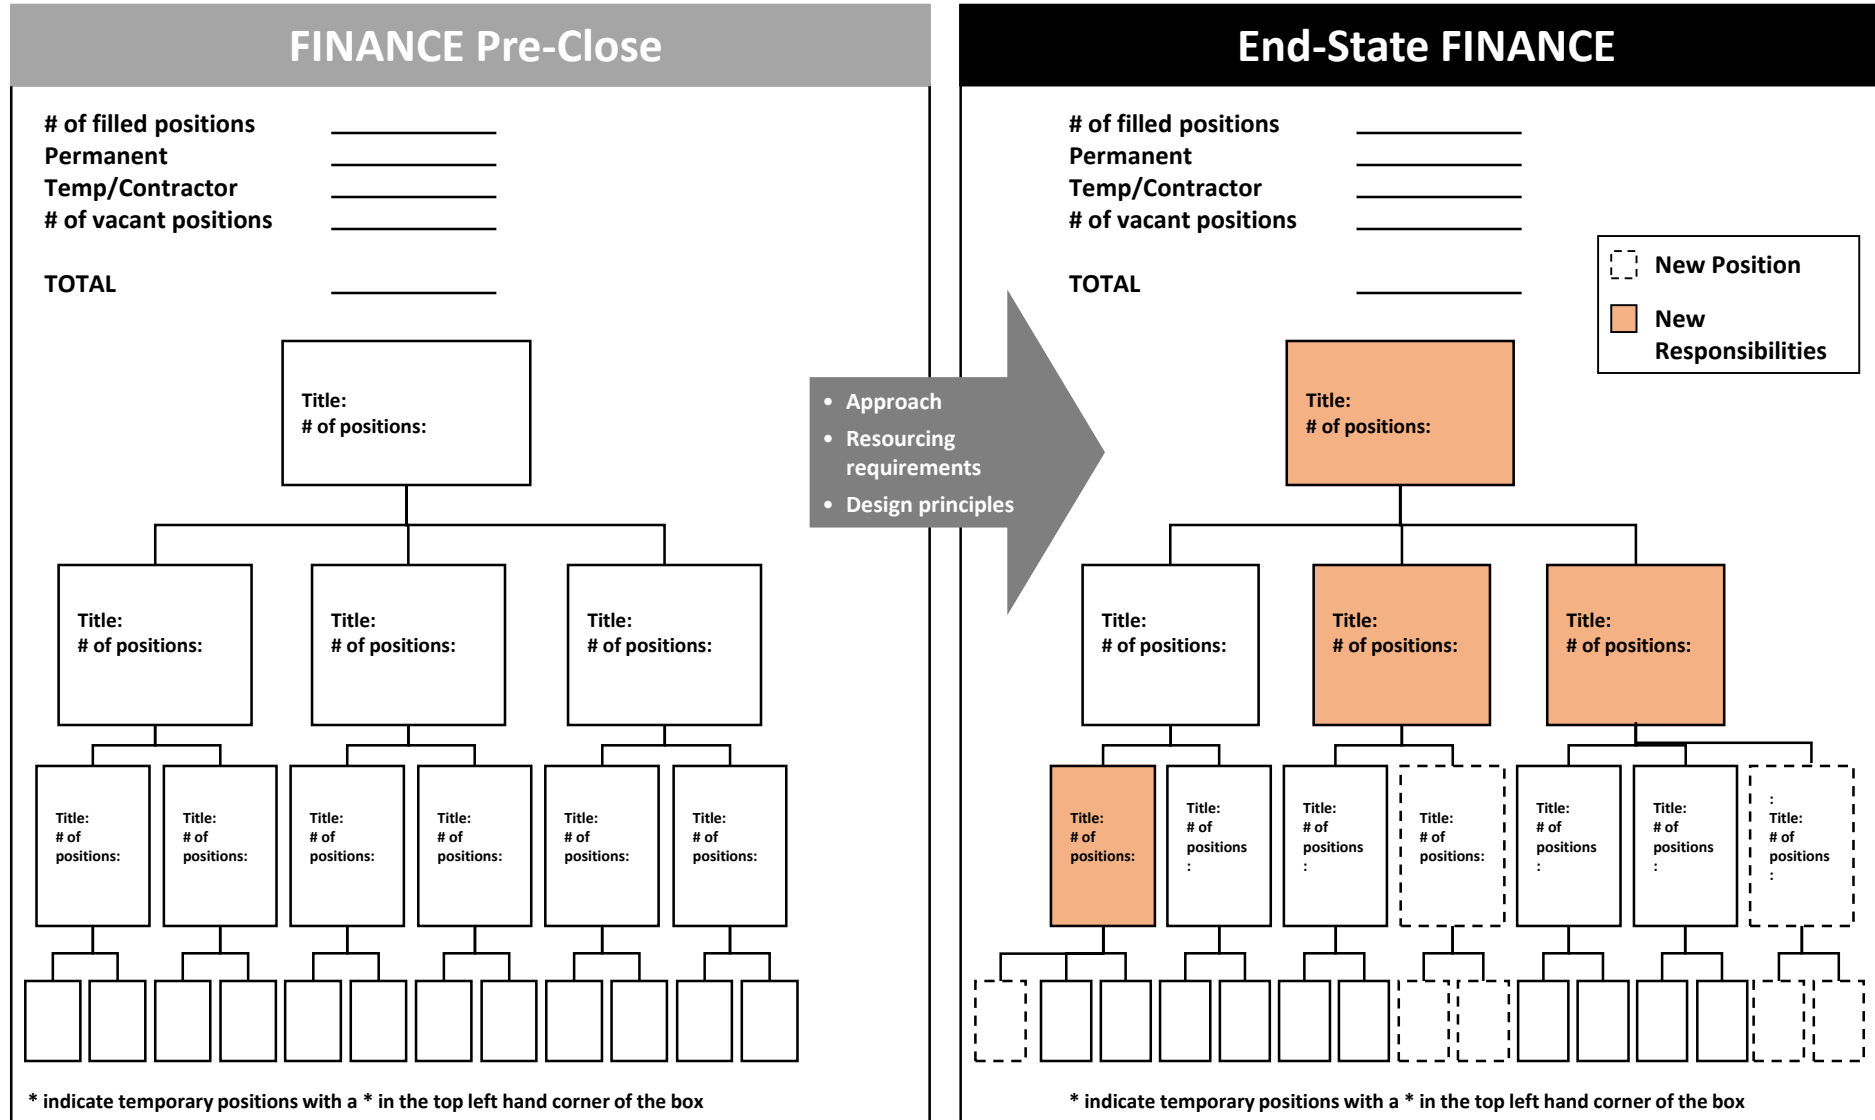 FINANCE Pre-Close
# of filled positions
Permanent
Temp/Contractor
# of vacant positions
TOTAL
Title:
# of positions:
Title:
# of positions:
Title:
# of positions:
Title:
# of positions:
Title:
# of
positions:
Title:
# of
positions:
Title:
# of
positions:
Title:
# of
positions:
Title:
# of
positions:
Title:
# of
positions:
* indicate temporary positions with a * in the top left hand corner of the box
• Approach
• Resourcing
requirements
• Design principles
End-State FINANCE
# of filled positions
Permanent
Temp/Contractor
# of vacant positions
TOTAL
New Position
New
Responsibilities
Title:
# of positions:
Title:
# of positions:
Title:
# of positions:
Title:
# of positions:
Title:
# of
positions:
Title:
# of
positions
:
Title:
# of
positions
:
Title:
# of
positions:
Title:
# of
positions
:
Title:
# of
positions
:
:
Title:
# of
positions
:
* indicate temporary positions with a * in the top left hand corner of the box